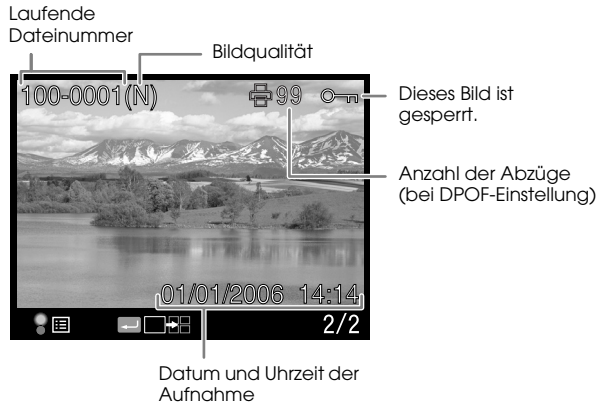 Laufende
Dateinummer
Bildqualität
100-0001(N)
99
Dieses Bild ist
gesperrt.
Anzahl der Abzüge
(bei DPOF-Einstellung)
01/01/2006 14:14
2/2
Datum und Uhrzeit der
Aufnahme